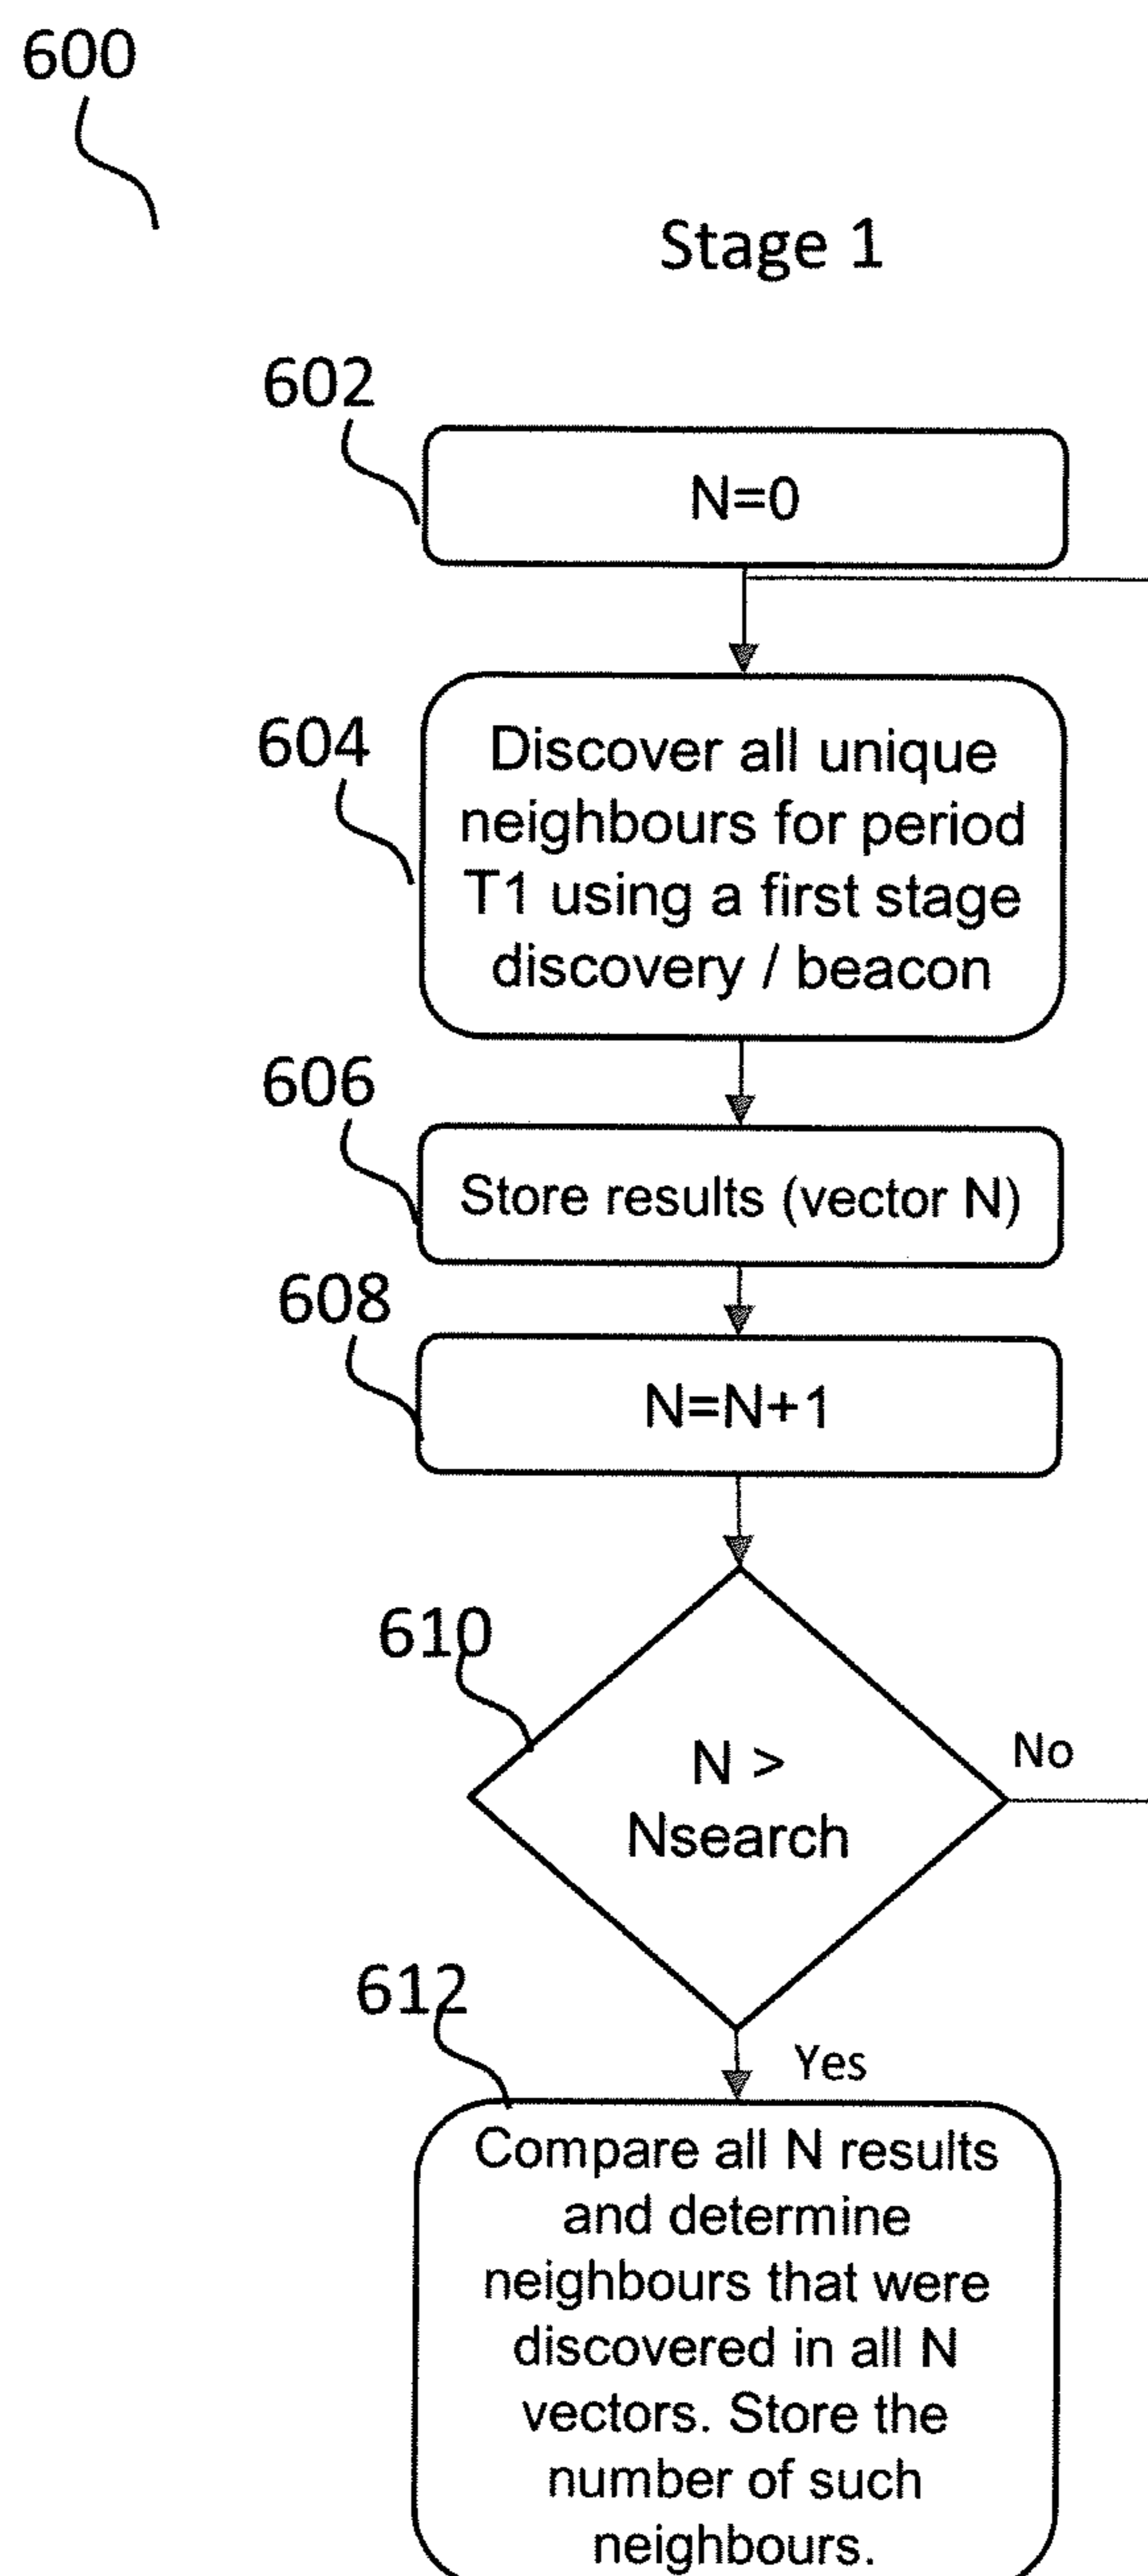 600
Stage 1
602
N=0
604
Discover all unique
neighbours for period
T1 using a first stage
discovery / beacon
606
Store results (vector N)
608
N=N+1
610
N >
Nsearch
No
612
Yes
Compare all N results
and determine
neighbours that were
discovered in all N
vectors. Store the
number of such
neighbours.